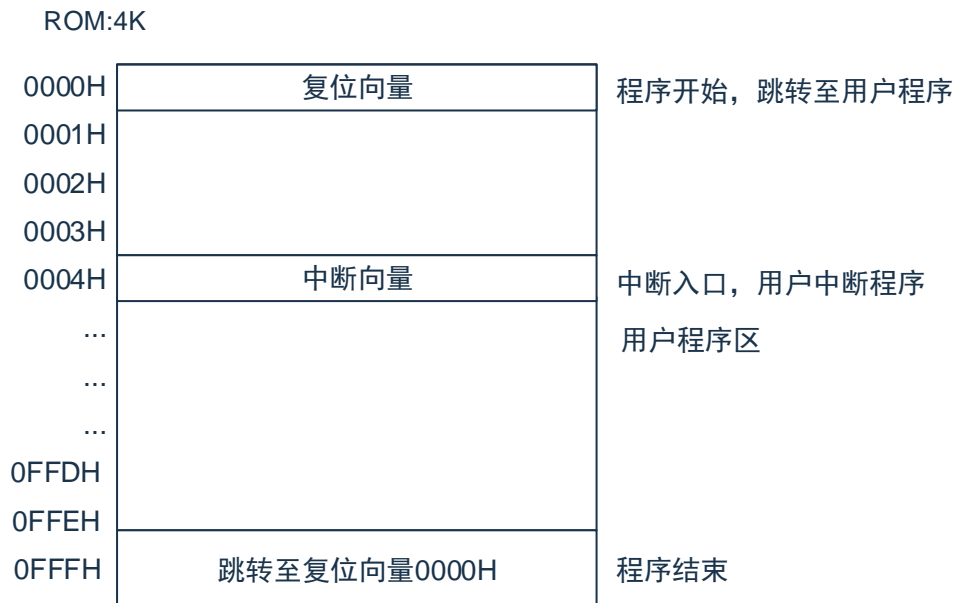 ROM:4K
0000H 复位向量 程序开始，跳转至用户程序
0001H
0002H
0003H
0004H 中断向量 中断入口，用户中断程序
... 用户程序区
...
...
0FFDH
0FFEH
0FFFH 跳转至复位向量0000H 程序结束